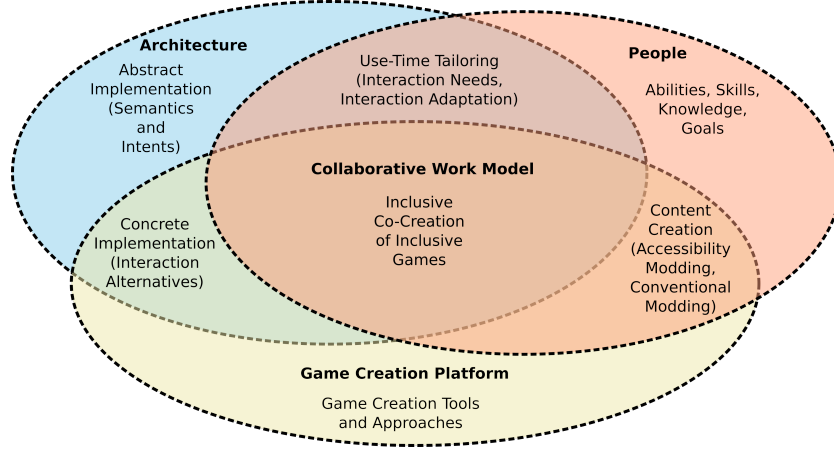 Architecture
Abstract
Implementation
(Semantics
and
Intents)
Use-Time Tailoring
(Interaction Needs,
Interaction Adaptation)
People
Abilities, Skills,
Knowledge,
Goals
Collaborative Work Model
Inclusive
Co-Creation
of Inclusive
Games
Concrete
Implementation
(Interaction
Alternatives)
Content
Creation
(Accessibility
Modding,
Conventional
Modding)
Game Creation Platform
Game Creation Tools
and Approaches